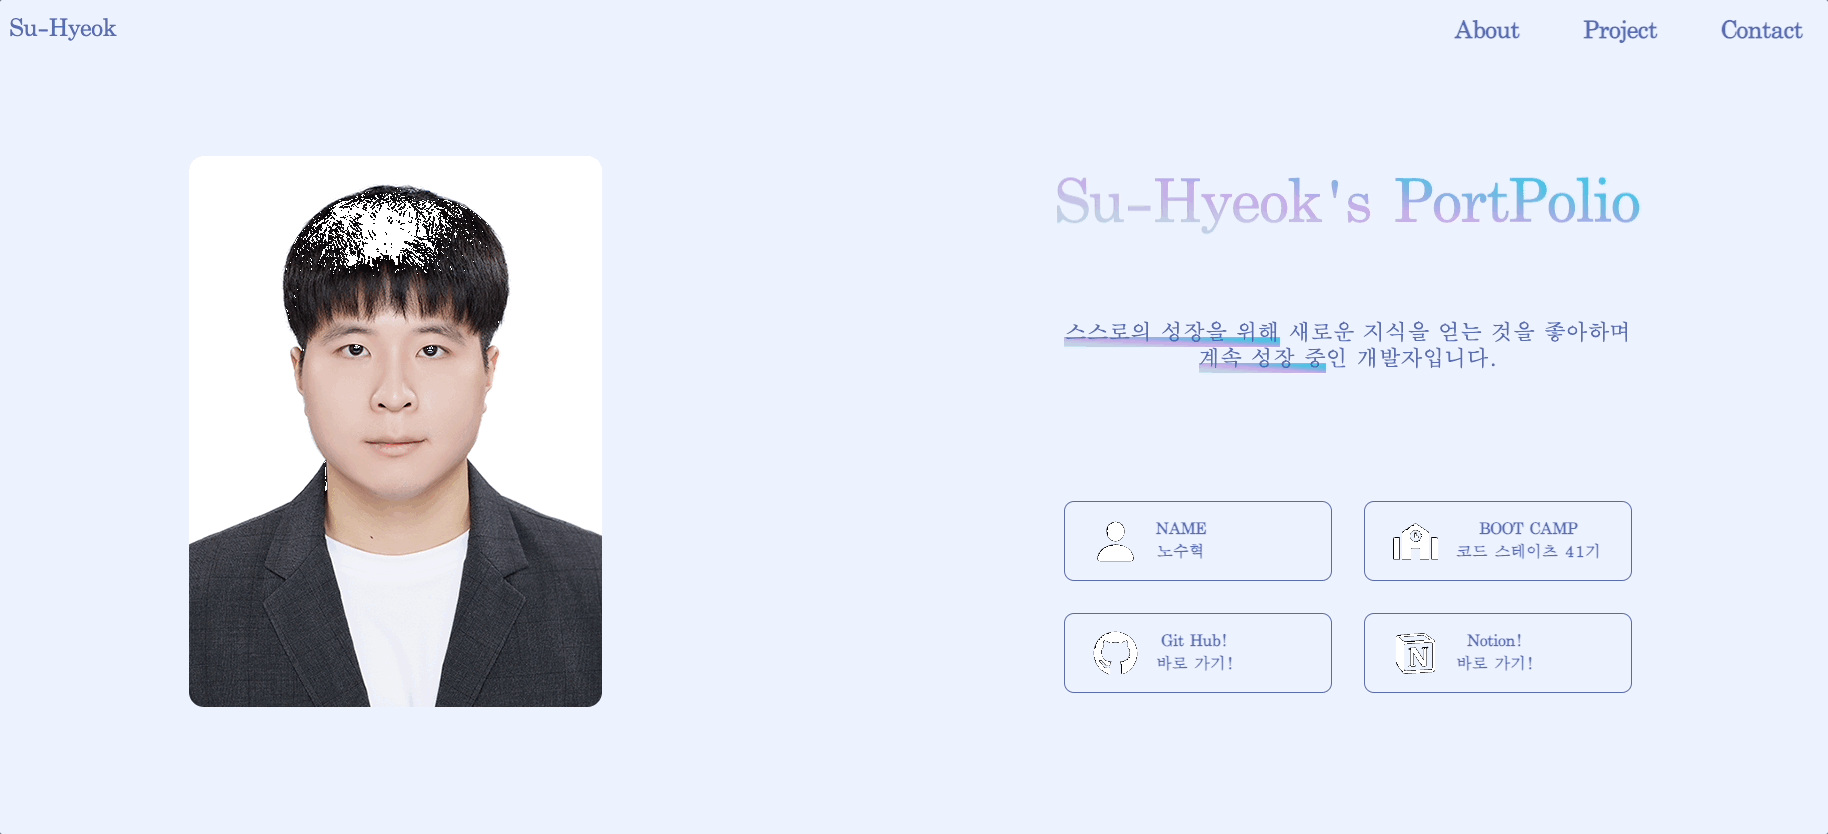 Su-Hyeok
About
Project
Contact
Su-Hyeok's PortPolio
스스로의 성장을 위해 새로운 지식을 얻는 것을 좋아하며
계속 성장 중인 개발자입니다.
NAME
노수혁
BOOT CAMP
코드 스테이츠 41기
Git Hub!
바로 가기!
Notion!
바로 가기!